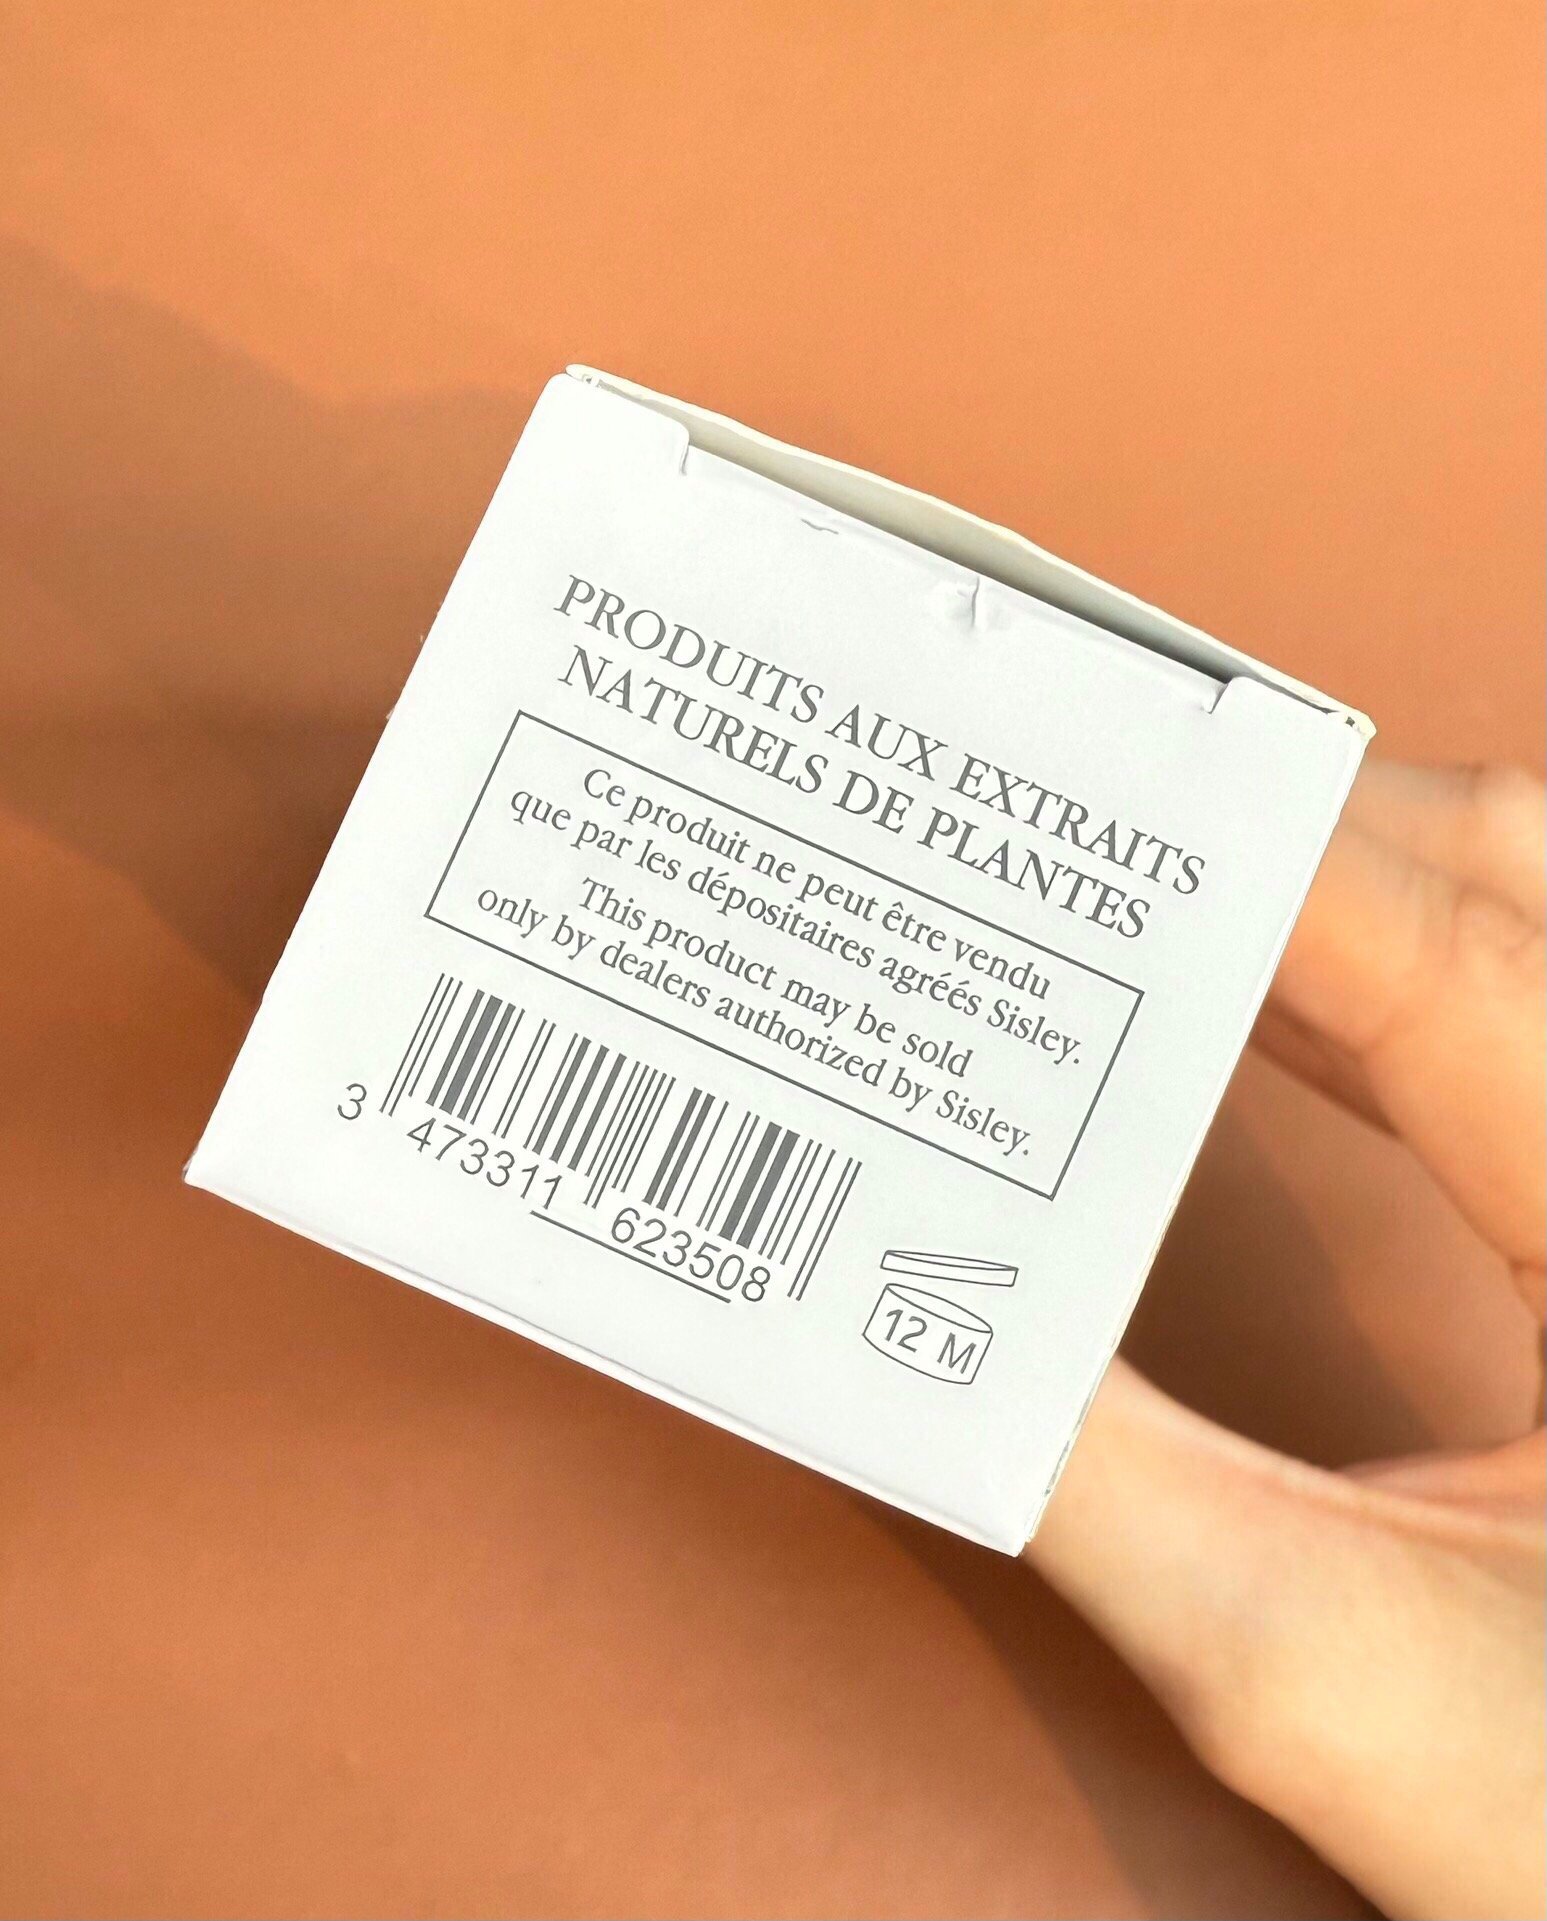 PRODUITS AUX EXTRAITS
NATURELS DE PLANTES
Ce produit ne peut être vendu
que par les dépositaires agréés Sisley.
This product may be sold
only by dealers authorized by Sisley.
3 473311 623508
12 M